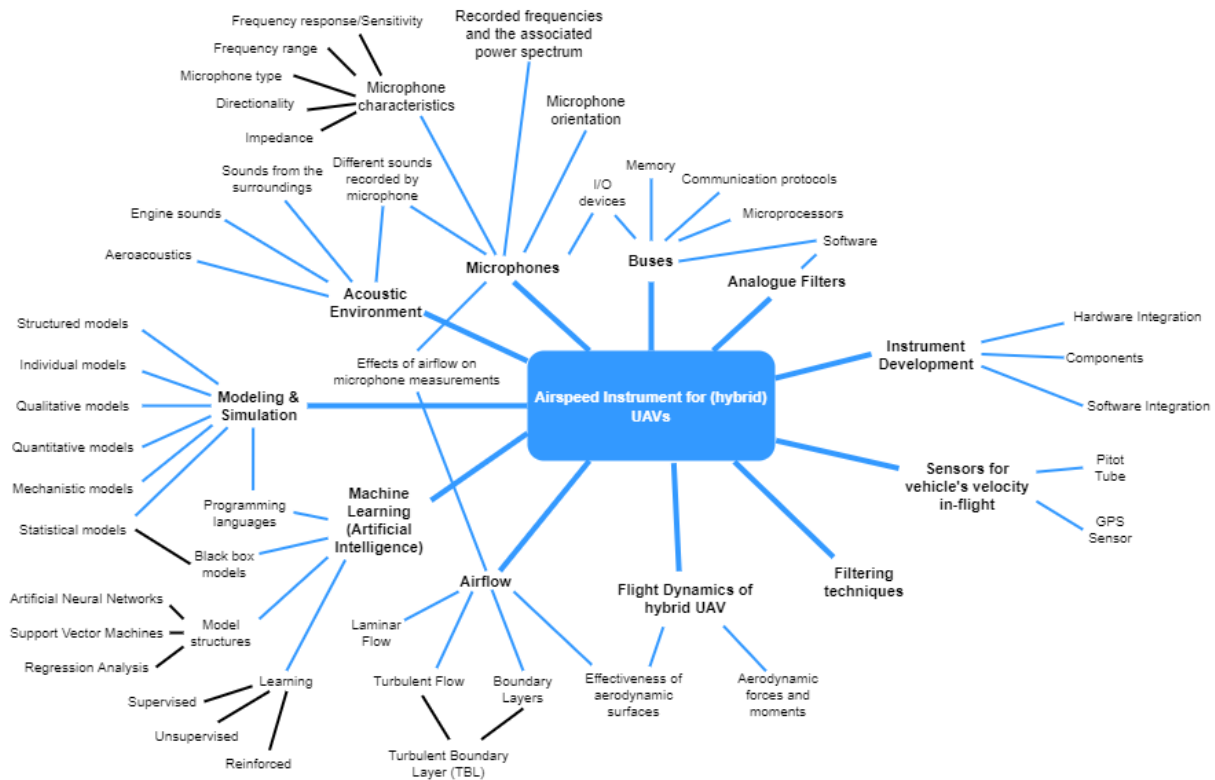 Frequency response/Sensitivity
Frequency range
Microphone type
Directionality
Impedance
Microphone
characteristics
Recorded frequencies
and the associated
power spectrum
Microphone
orientation
Sounds from the
surroundings
Different sounds
recorded by
microphone
Engine sounds
Aeroacoustics
Acoustic
Environment
Microphones
I/O
devices
Memory
Communication protocols
Microprocessors
Software
Buses
Analogue Filters
Hardware Integration
Instrument
Development
Components
Software Integration
Structured models
Individual models
Qualitative models
Quantitative models
Mechanistic models
Statistical models
Modeling &
Simulation
Effects of airflow on
microphone measurements
Airspeed Instrument for (hybrid)
UAVs
Sensors for
vehicle's velocity
in-flight
Pitot
Tube
GPS
Sensor
Programming
languages
Machine
Learning
(Artificial
Intelligence)
Black box
models
Artificial Neural Networks
Support Vector Machines
Regression Analysis
Model
structures
Learning
Supervised
Unsupervised
Reinforced
Airflow
Laminar
Flow
Turbulent Flow
Boundary
Layers
Turbulent Boundary
Layer (TBL)
Flight Dynamics of
hybrid UAV
Effectiveness of
aerodynamic
surfaces
Aerodynamic
forces and
moments
Filtering
techniques